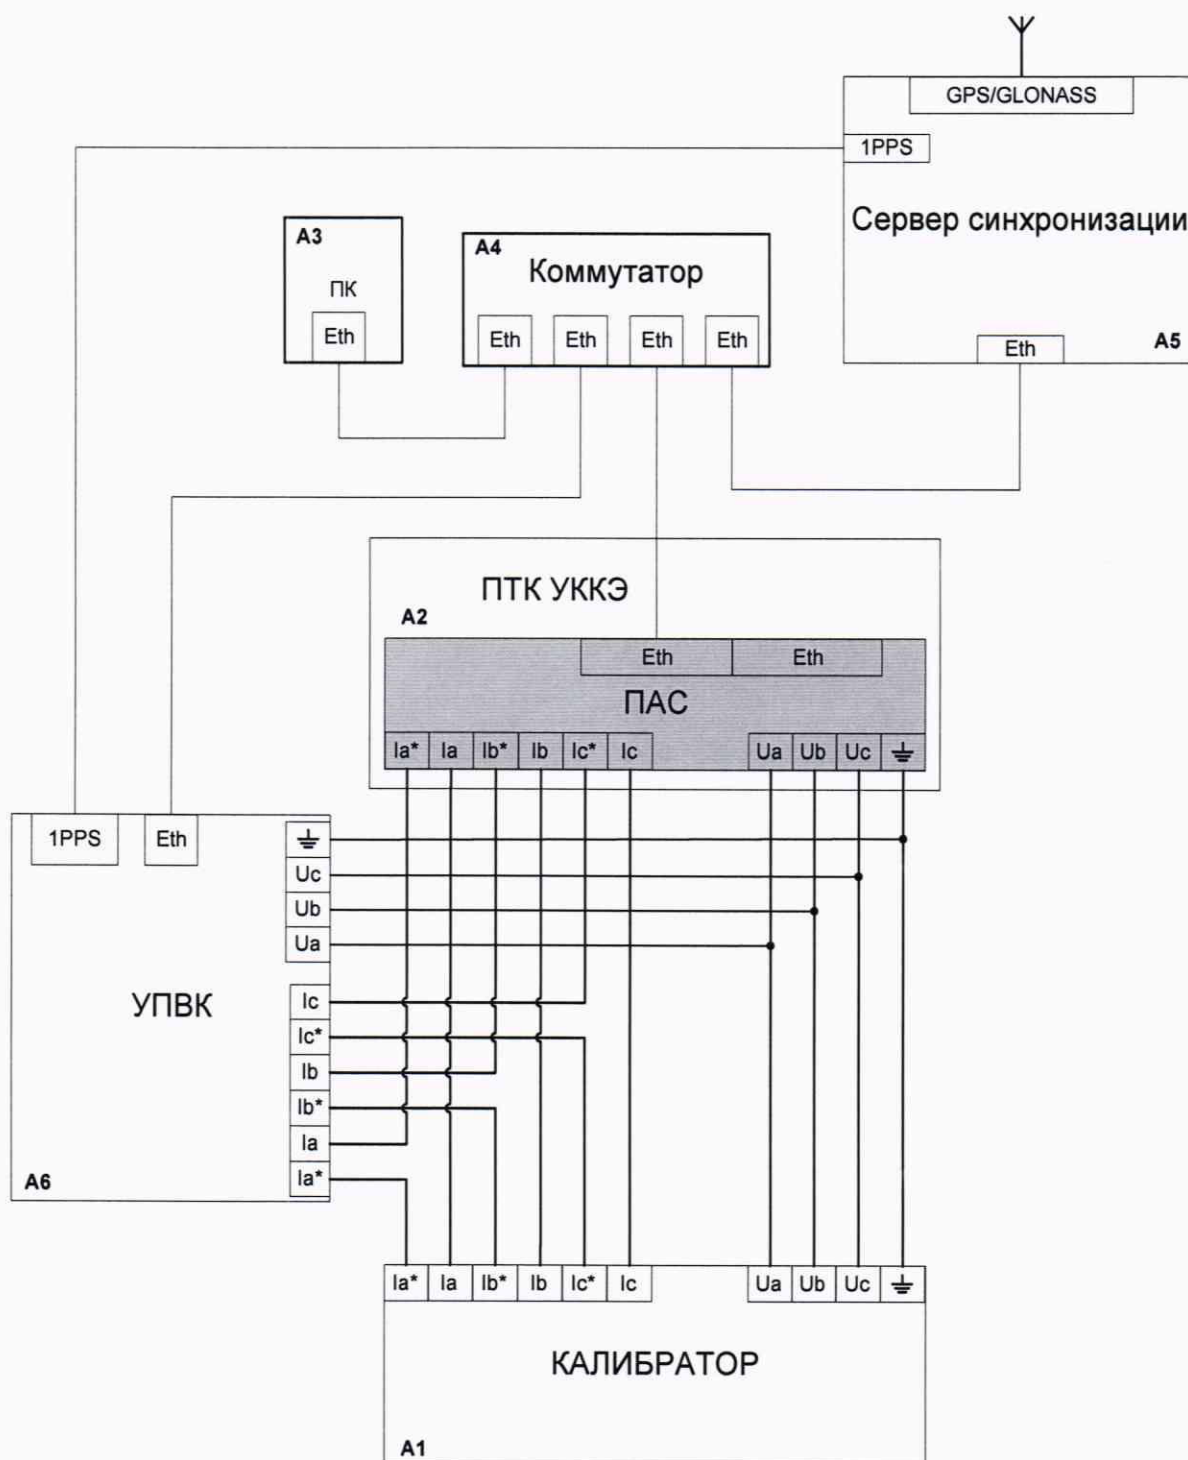 GPS/GLONASS
1PPS
Сервер синхронизации
A3
ПК
Eth
A4
Коммутатор
Eth Eth Eth Eth
Eth
A5
ПТК УККЭ
A2
Eth Eth
ПАС
Ia* Ia Ib* Ib Ic* Ic Ua Ub Uc
1PPS Eth
Uc
Ub
Ua
УПВК
Ic
Ic*
Ib
Ib*
Ia
Ia*
A6
Ia* Ia Ib* Ib Ic* Ic Ua Ub Uc
КАЛИБРАТОР
A1